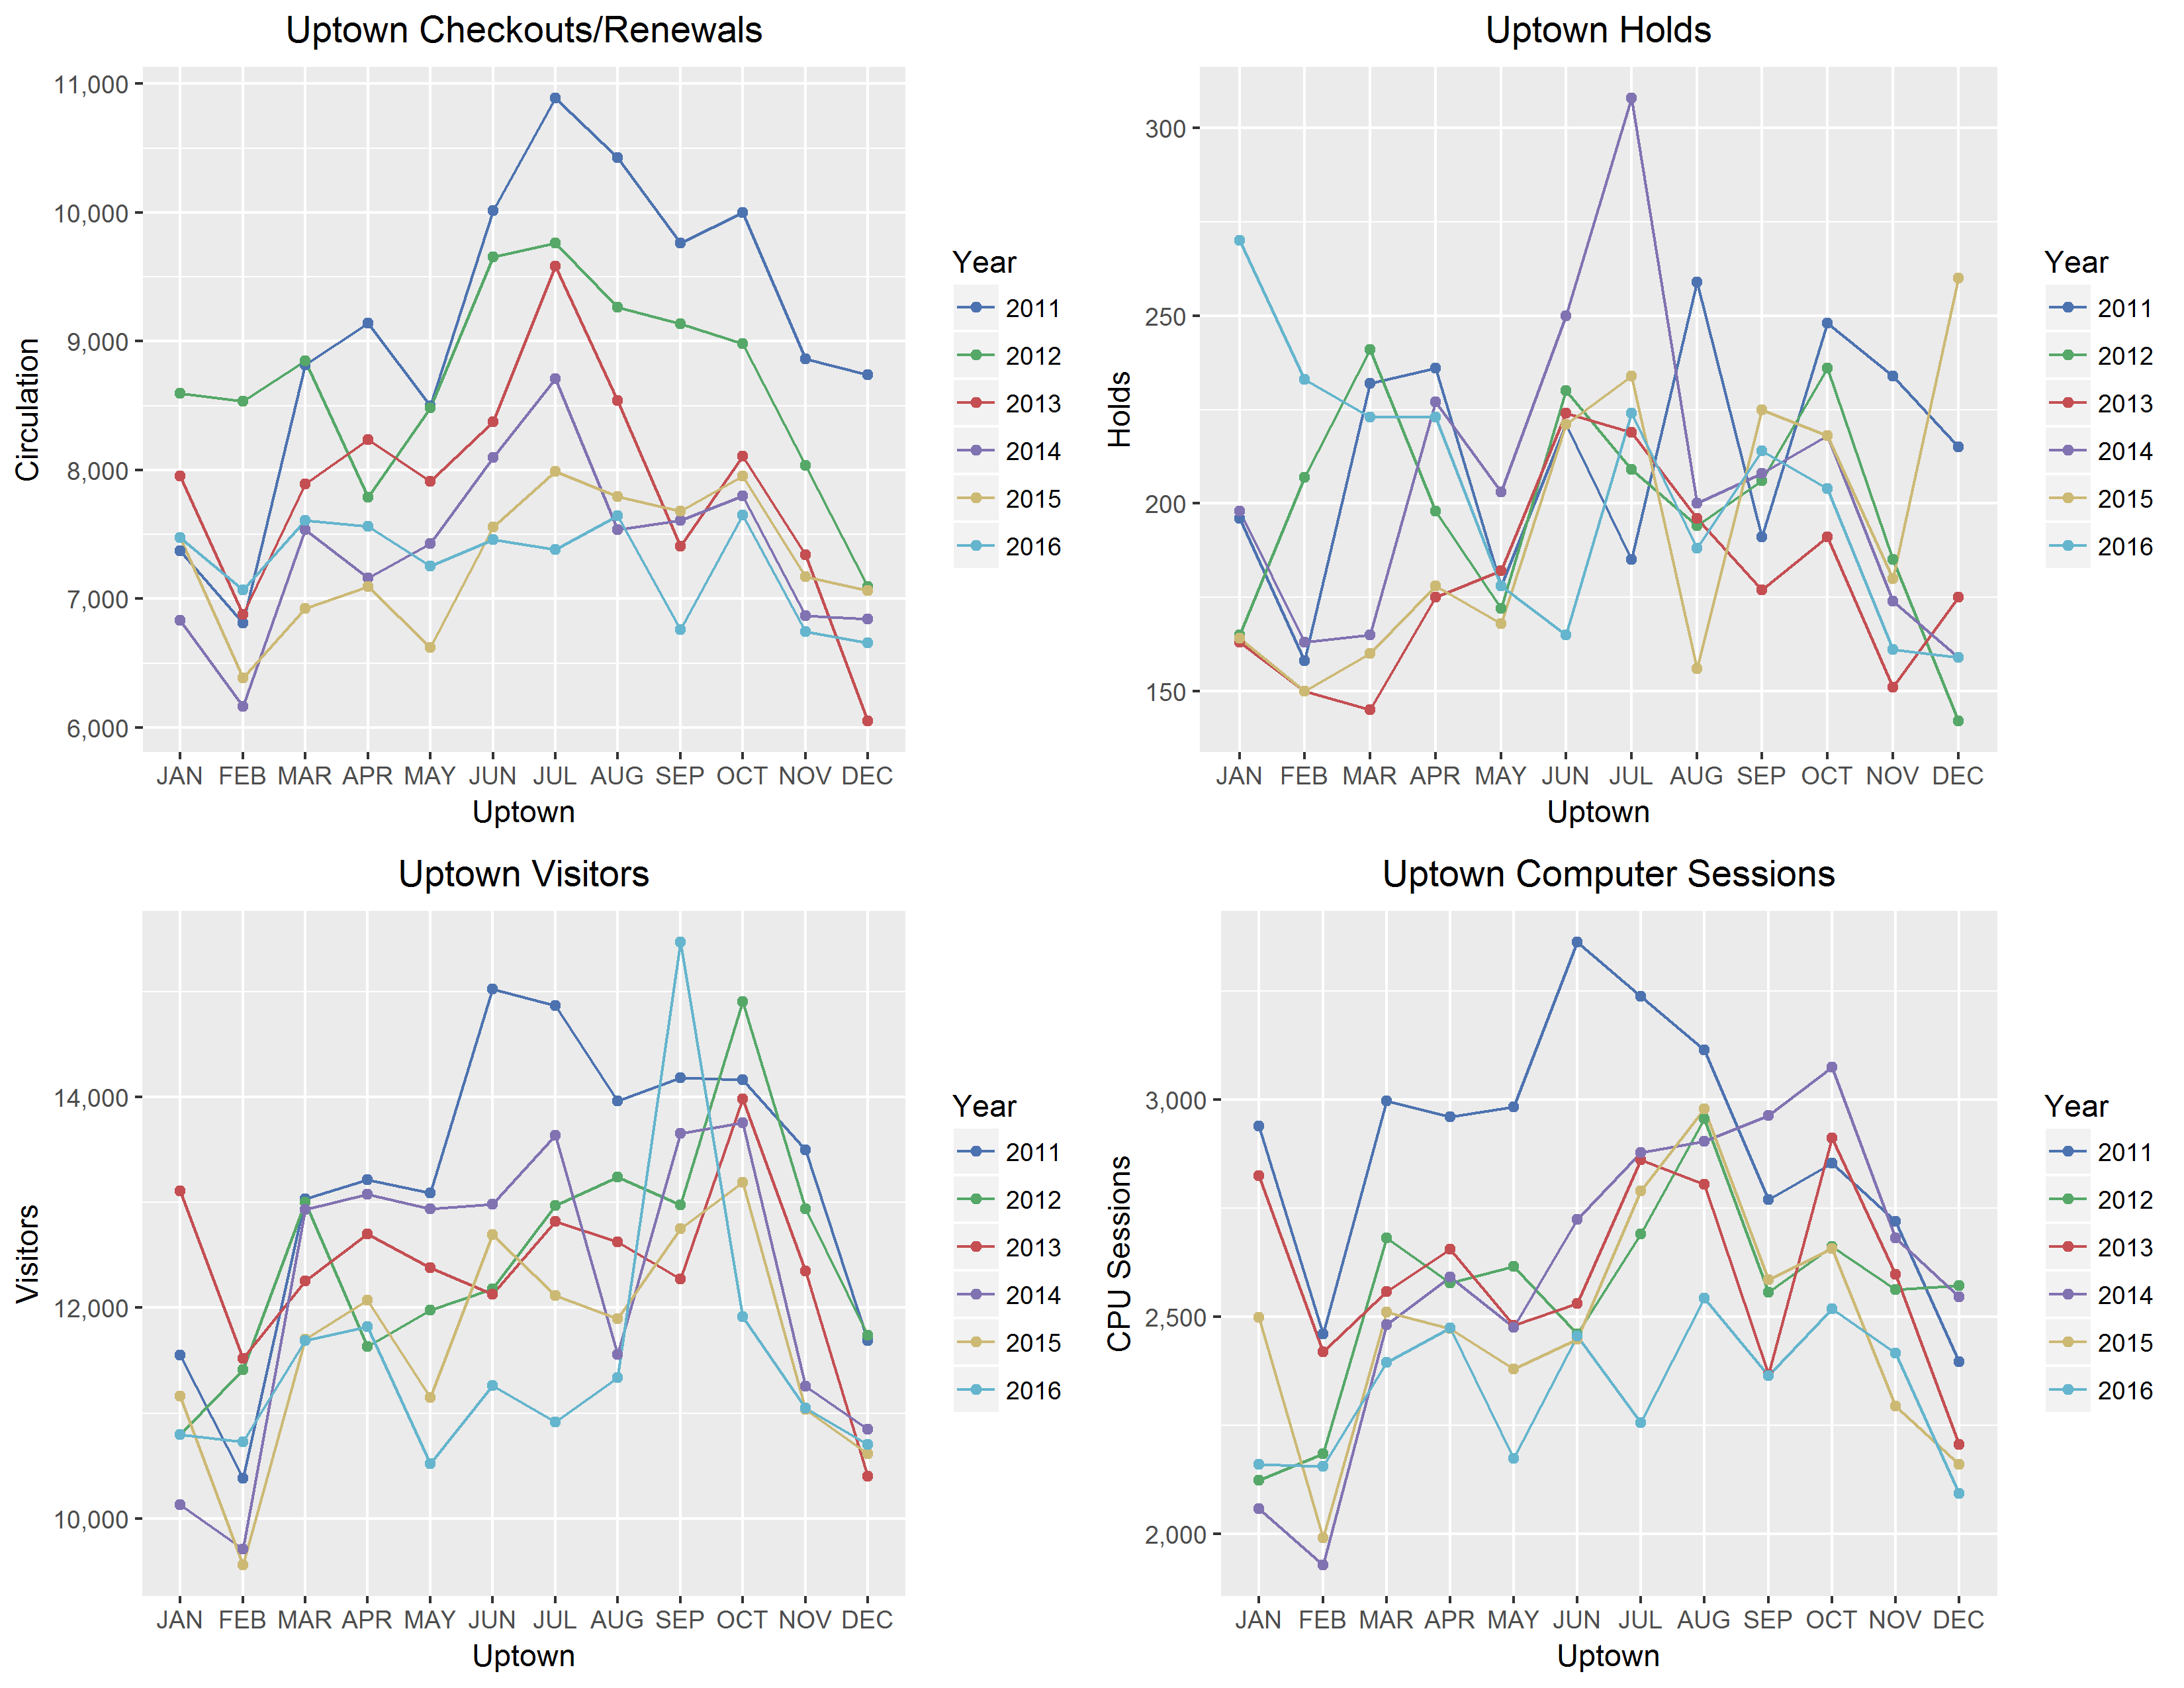 Uptown Checkouts/Renewals
Circulation
11,000
10,000
9,000
8,000
7,000
6,000
JAN FEB MAR APR MAY JUN JUL AUG SEP OCT NOV DEC
Uptown
Year
2011
2012
2013
2014
2015
2016
Uptown Holds
Holds
300
250
200
150
JAN FEB MAR APR MAY JUN JUL AUG SEP OCT NOV DEC
Uptown
Year
2011
2012
2013
2014
2015
2016
Uptown Visitors
Visitors
14,000
12,000
10,000
JAN FEB MAR APR MAY JUN JUL AUG SEP OCT NOV DEC
Uptown
Year
2011
2012
2013
2014
2015
2016
Uptown Computer Sessions
CPU Sessions
3,000
2,500
2,000
JAN FEB MAR APR MAY JUN JUL AUG SEP OCT NOV DEC
Uptown
Year
2011
2012
2013
2014
2015
2016